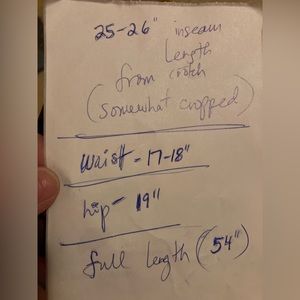 25-26" inseam
Length
from crotch
(somewhat cropped)
Waist - 17-18"
hip - 19"
full length (54")